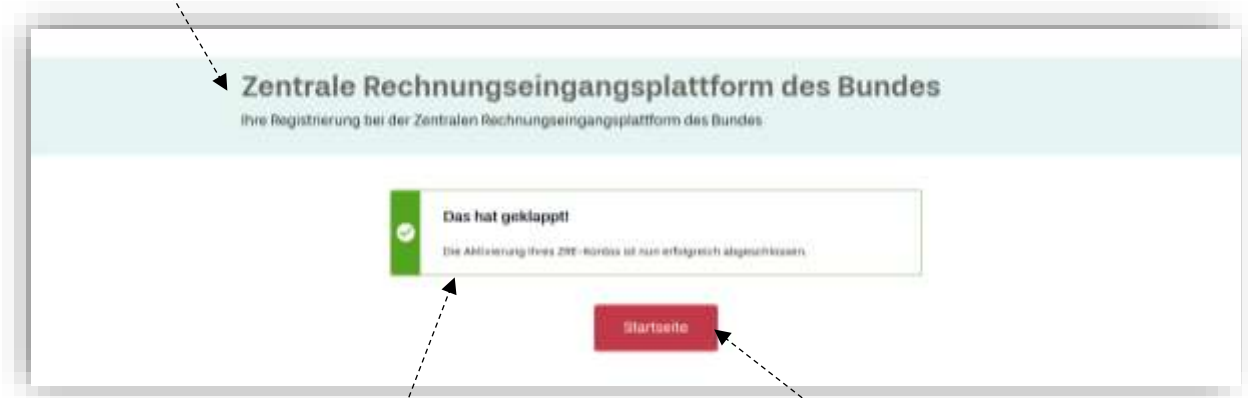 Zentrale Rechnungseingangsplattform des Bundes
Ihre Registrierung bei der Zentralen Rechnungseingangsplattform des Bundes
Das hat geklappt!
Die Aktivierung Ihres ZRE-Kontos ist nun erfolgreich abgeschlossen.
Startseite